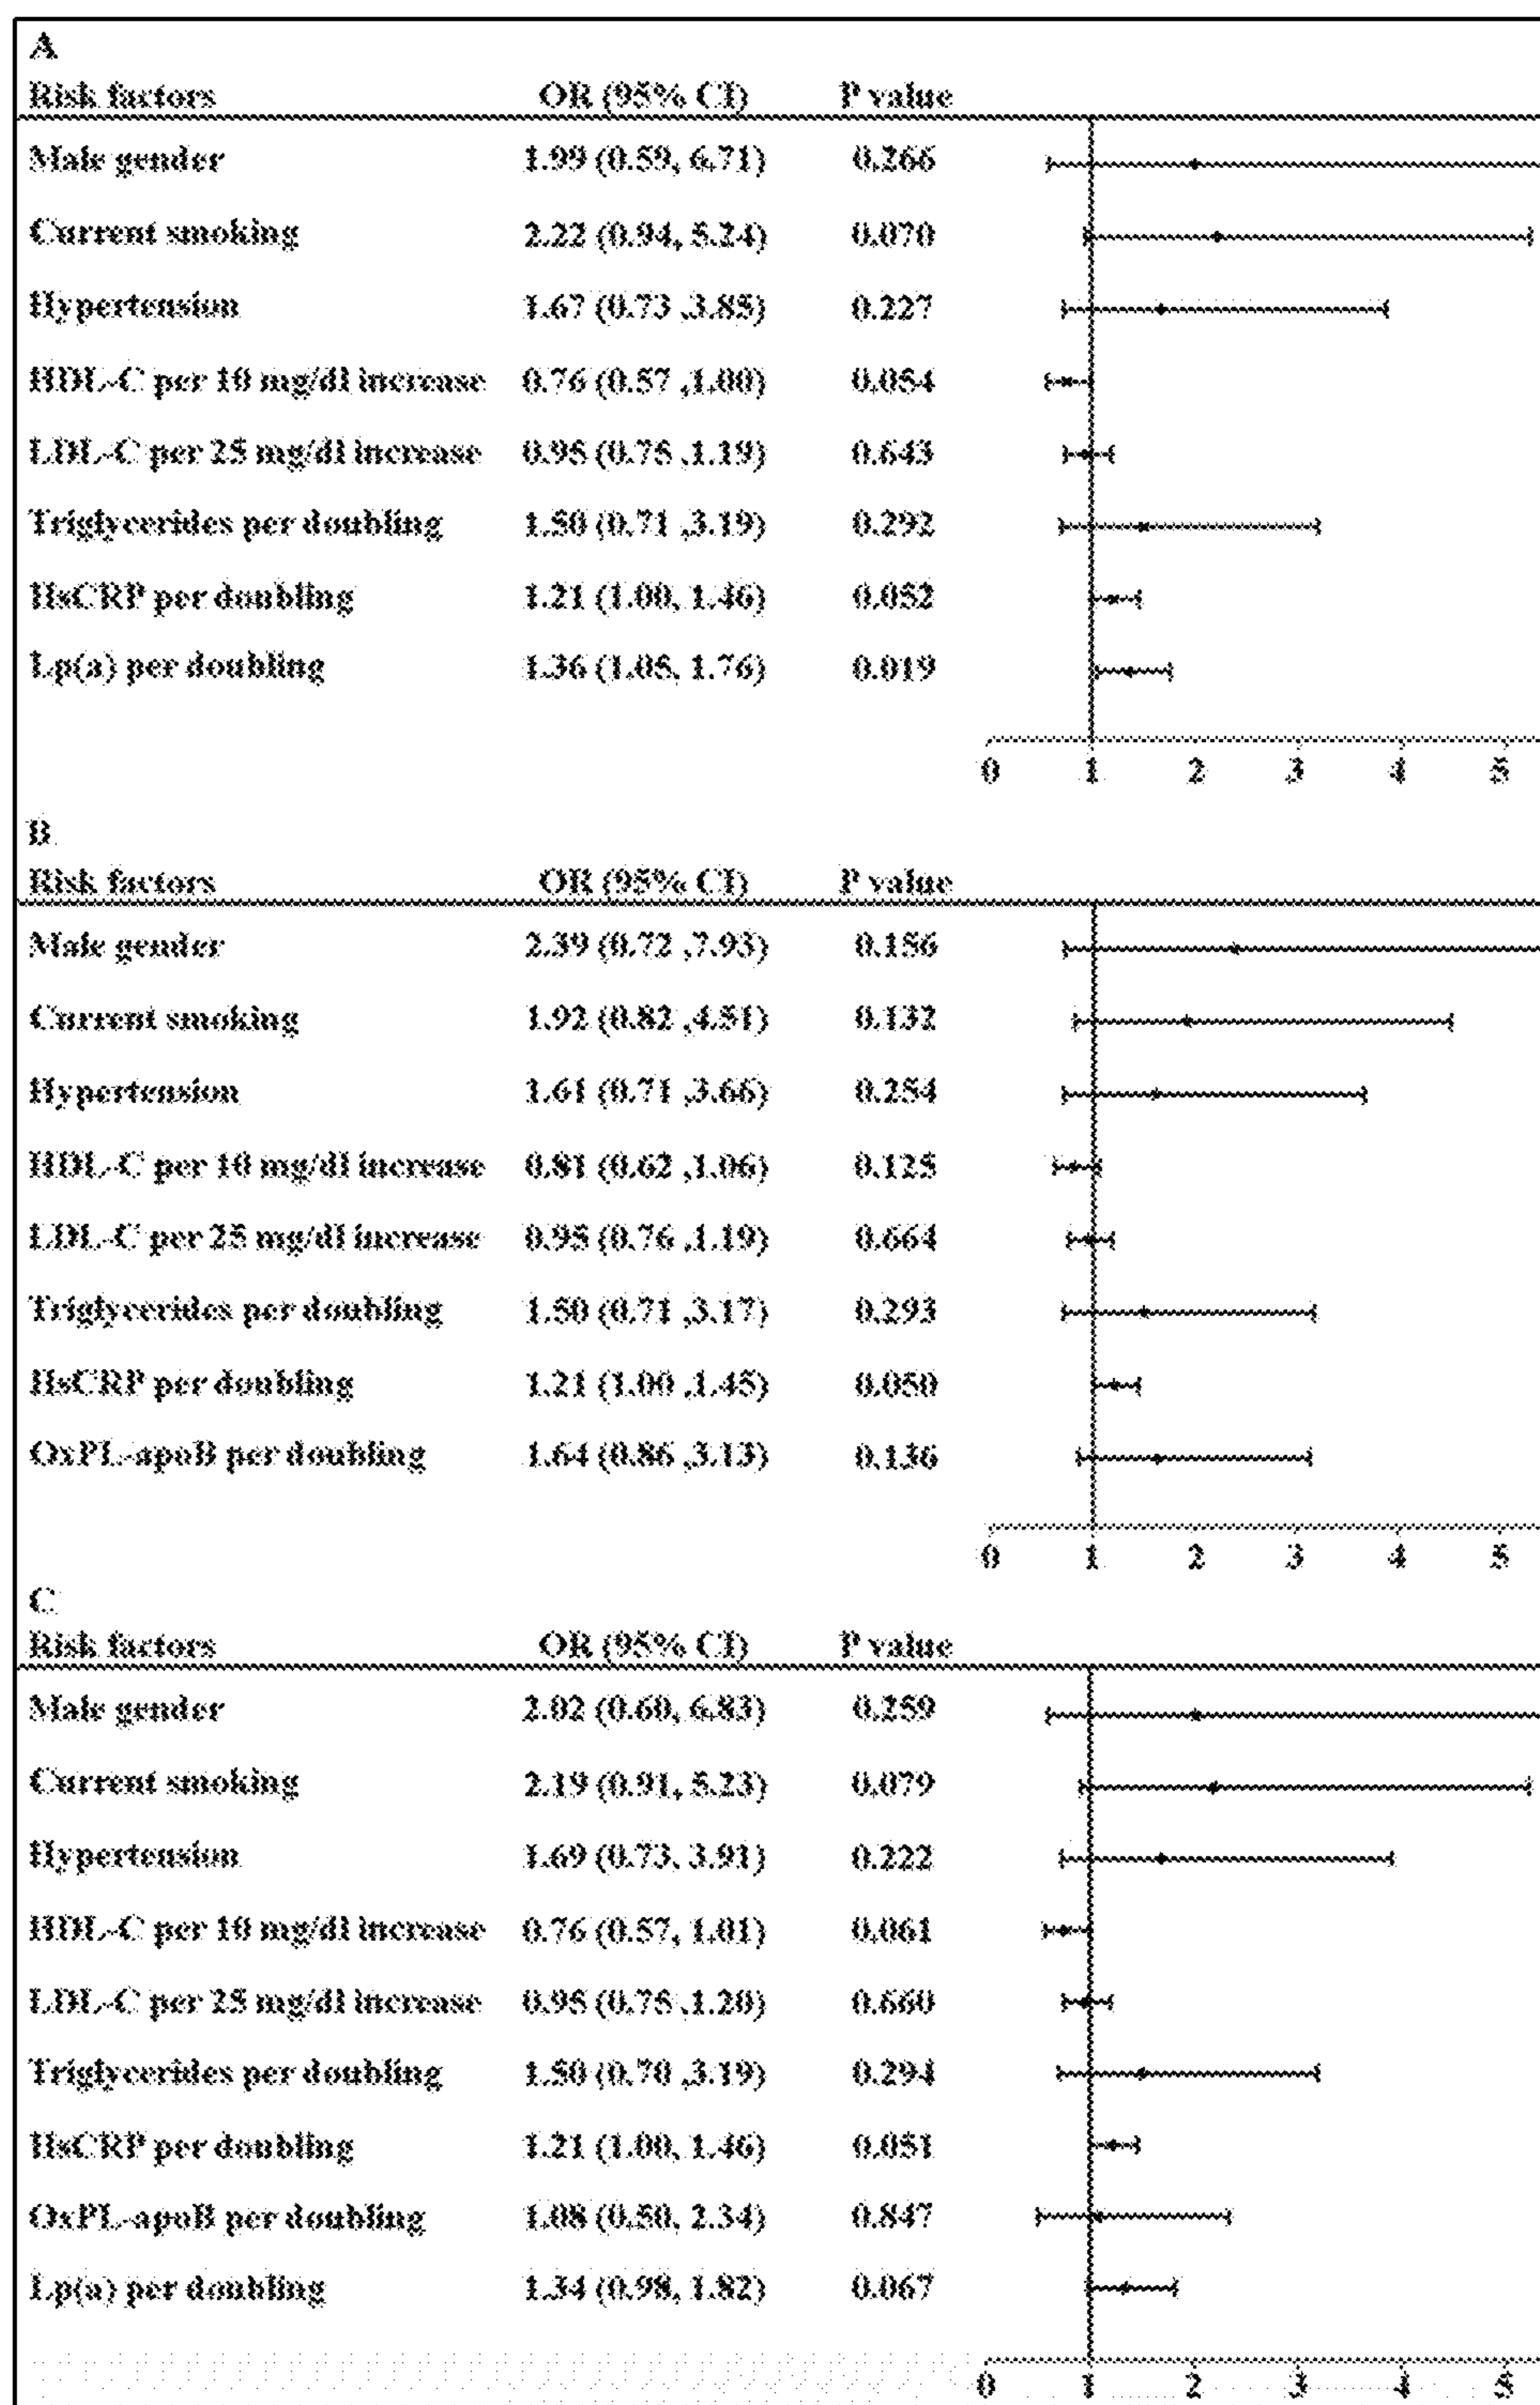 A
Risk factors OR (95% CI) P value
Male gender 1.99 (0.59, 6.71) 0.266
Current smoking 2.22 (0.94, 5.24) 0.070
Hypertension 1.67 (0.73 ,3.85) 0.227
HDL-C per 10 mg/dl increase 0.76 (0.57 ,1.00) 0.054
LDL-C per 25 mg/dl increase 0.95 (0.75 ,1.19) 0.643
Triglycerides per doubling 1.50 (0.71 ,3.19) 0.292
HsCRP per doubling 1.21 (1.00, 1.46) 0.052
Lp(a) per doubling 1.36 (1.05, 1.76) 0.019
0 1 2 3 4 5
B
Risk factors OR (95% CI) P value
Male gender 2.39 (0.72 ,7.93) 0.156
Current smoking 1.92 (0.82 ,4.51) 0.132
Hypertension 1.61 (0.71 ,3.66) 0.254
HDL-C per 10 mg/dl increase 0.81 (0.62 ,1.06) 0.125
LDL-C per 25 mg/dl increase 0.95 (0.76 ,1.19) 0.664
Triglycerides per doubling 1.50 (0.71 ,3.17) 0.293
HsCRP per doubling 1.21 (1.00 ,1.45) 0.050
OxPL-apoB per doubling 1.64 (0.86 ,3.13) 0.136
0 1 2 3 4 5
C
Risk factors OR (95% CI) P value
Male gender 2.02 (0.60, 6.83) 0.259
Current smoking 2.19 (0.91, 5.23) 0.079
Hypertension 1.69 (0.73, 3.91) 0.222
HDL-C per 10 mg/dl increase 0.76 (0.57, 1.01) 0.061
LDL-C per 25 mg/dl increase 0.95 (0.75 ,1.20) 0.660
Triglycerides per doubling 1.50 (0.70 ,3.19) 0.294
HsCRP per doubling 1.21 (1.00, 1.46) 0.051
OxPL-apoB per doubling 1.08 (0.50, 2.34) 0.847
Lp(a) per doubling 1.34 (0.98, 1.82) 0.067
0 1 2 3 4 5